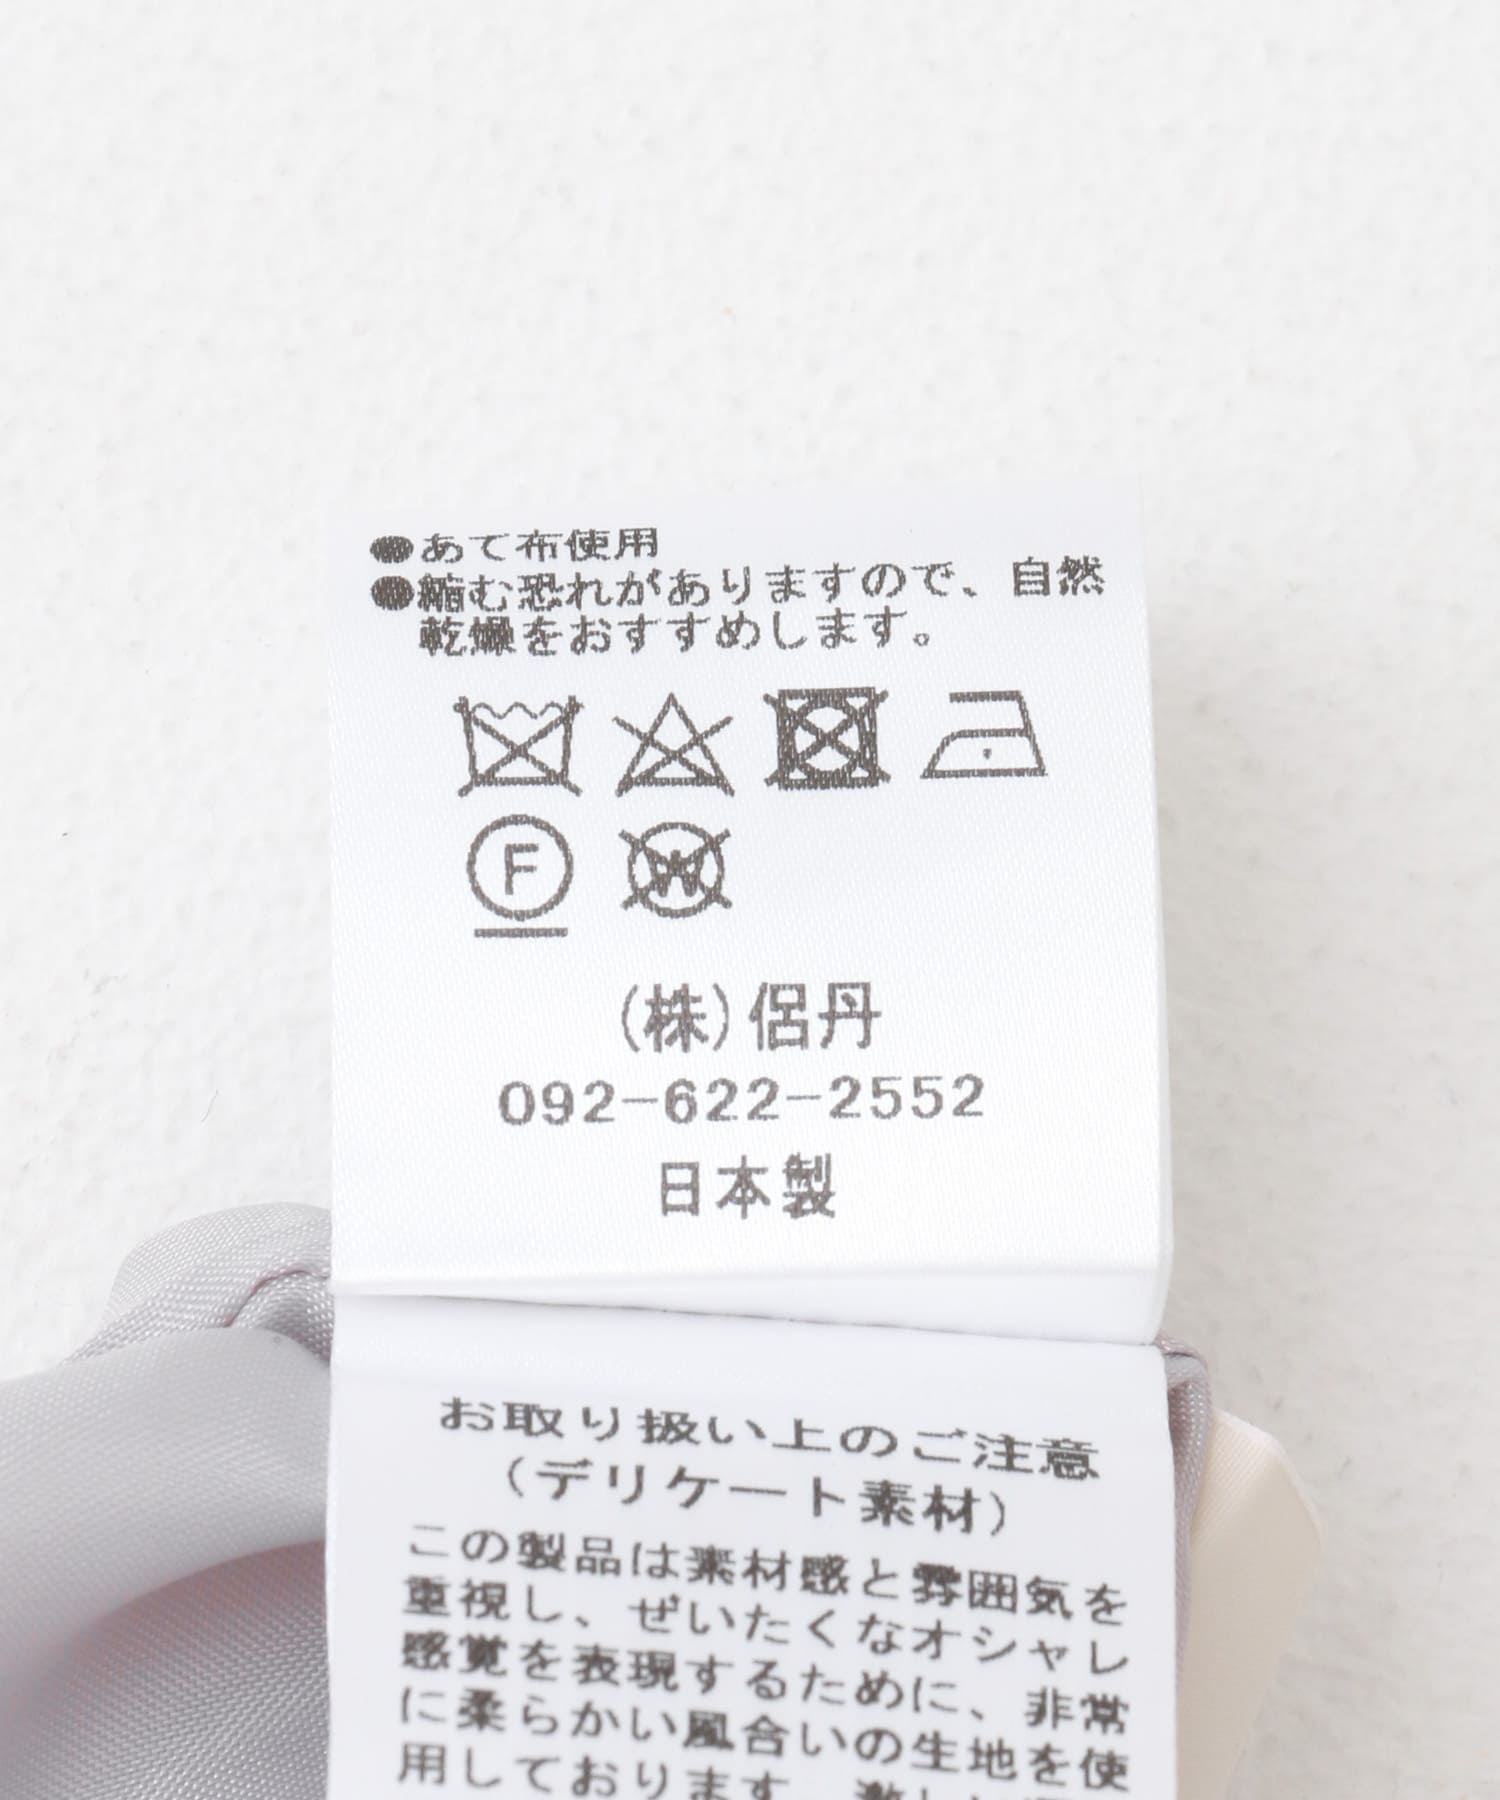 ●あて布使用
●縮む恐れがありますので、自然
乾燥をおすすめします。
F
W
(株)侶丹
092-622-2552
日本製
お取り扱い上のご注意
(デリケート素材)
この製品は素材感と雰囲気を
重視し、ぜいたくなオシャレ
感覚を表現するために、非常
に柔らかい風合いの生地を使
用しております。激し